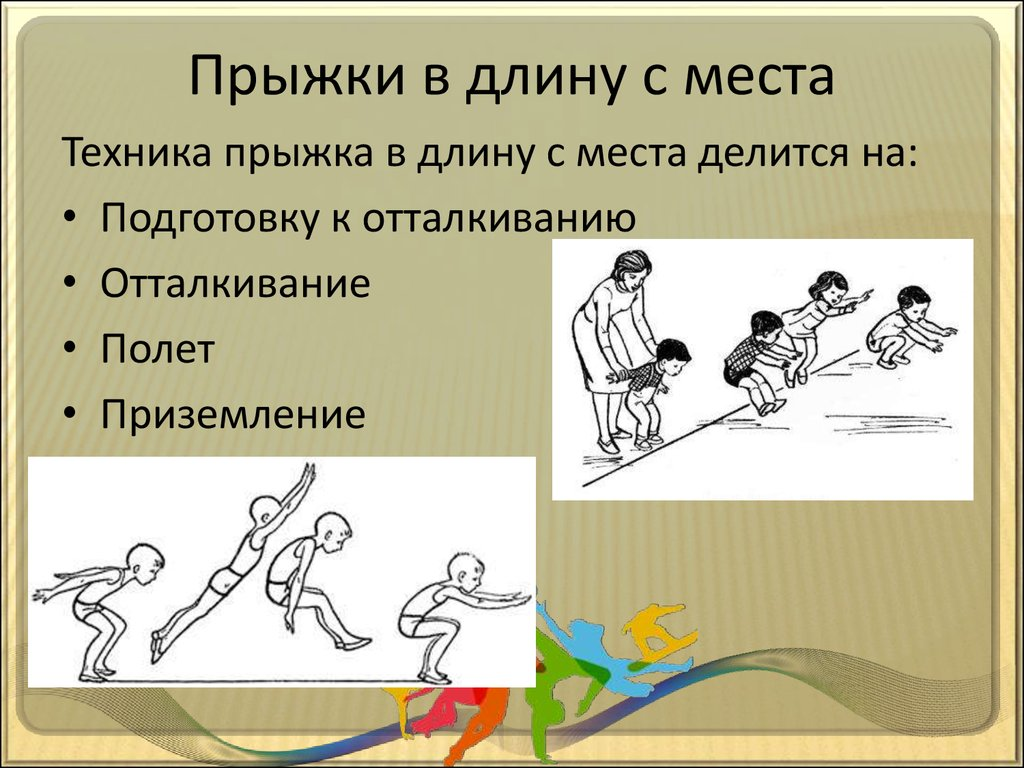 Прыжки в длину с места
Техника прыжка в длину с места делится на:
• Подготовку к отталкиванию
• Отталкивание
• Полет
• Приземление